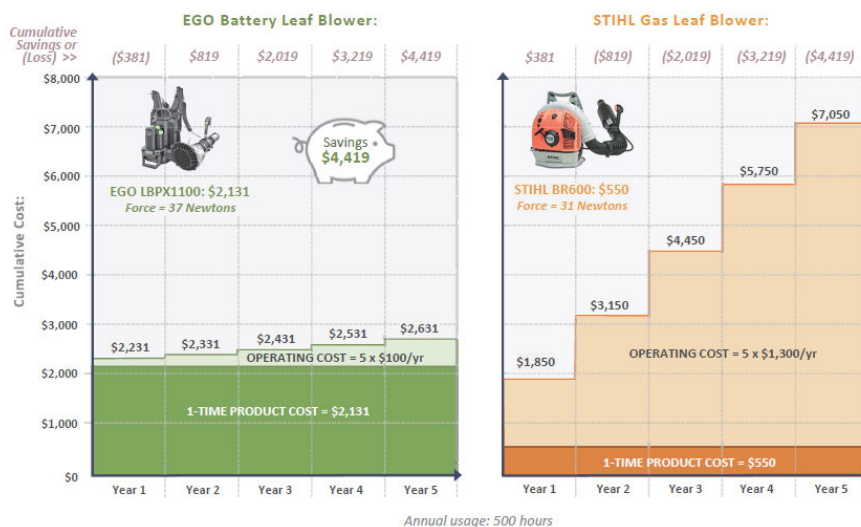 EGO Battery Leaf Blower:
STIHL Gas Leaf Blower:
Cumulative
Savings or
(Loss) >>
($381)
$819
$2,019
$3,219
$4,419
$381
($819)
($2,019)
($3,219)
($4,419)
Cumulative Cost:
$8,000
$7,000
$6,000
$5,000
$4,000
$3,000
$2,000
$1,000
$0
Savings
$4,419
EGO LBPX1100: $2,131
Force = 37 Newtons
$2,231
$2,331
$2,431
$2,531
$2,631
OPERATING COST = 5 x $100/yr
1-TIME PRODUCT COST = $2,131
Year 1
Year 2
Year 3
Year 4
Year 5
STIHL BR600: $550
Force = 31 Newtons
$1,850
$3,150
$4,450
$5,750
$7,050
OPERATING COST = 5 x $1,300/yr
1-TIME PRODUCT COST = $550
Year 1
Year 2
Year 3
Year 4
Year 5
Annual usage: 500 hours